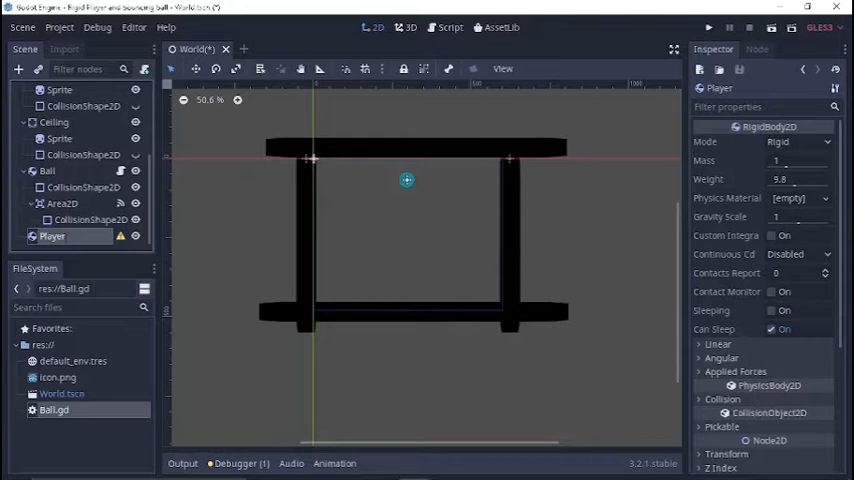 Godot Engine - Rigid Player and bouncing ball - World.tscn (*)
Scene Project Debug Editor Help
2D 3D Script AssetLib
GLES3
Scene Import
Filter nodes
Sprite
CollisionShape2D
Ceiling
Sprite
CollisionShape2D
Ball
CollisionShape2D
Area2D
CollisionShape2D
Player
FileSystem
res://Ball.gd
Search files
Favorites:
res://
default_env.tres
icon.png
World.tscn
Ball.gd
World(*)
View
0 500 1000
50.6 %
0
500
Output Debugger (1) Audio Animation 3.2.1.stable
Inspector Node
Player
Filter properties
RigidBody2D
Mode Rigid
Mass 1
Weight 9.8
Physics Material [empty]
Gravity Scale 1
Custom Integra On
Continuous Cd Disabled
Contacts Report 0
Contact Monitor On
Sleeping On
Can Sleep On
Linear
Angular
Applied Forces
PhysicsBody2D
Collision
CollisionObject2D
Pickable
Node2D
Transform
Z Index